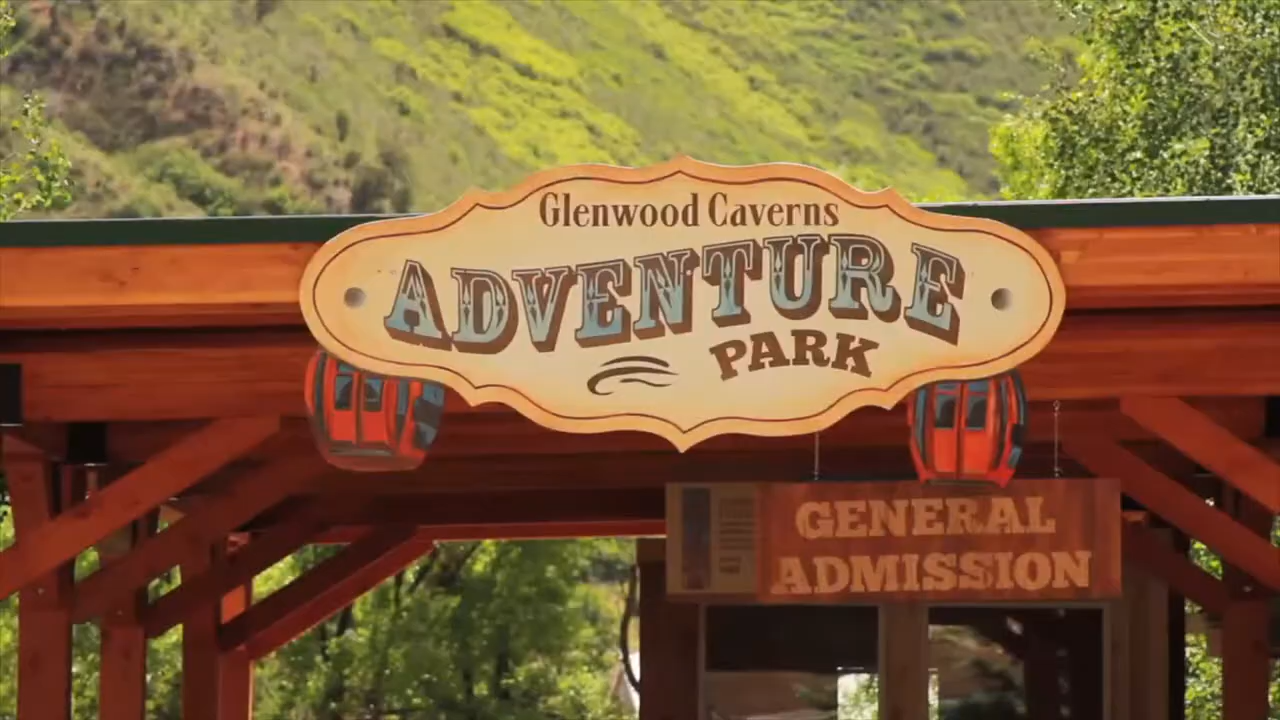 Glenwood Caverns
ADVENTURE
PARK
GENERAL
ADMISSION